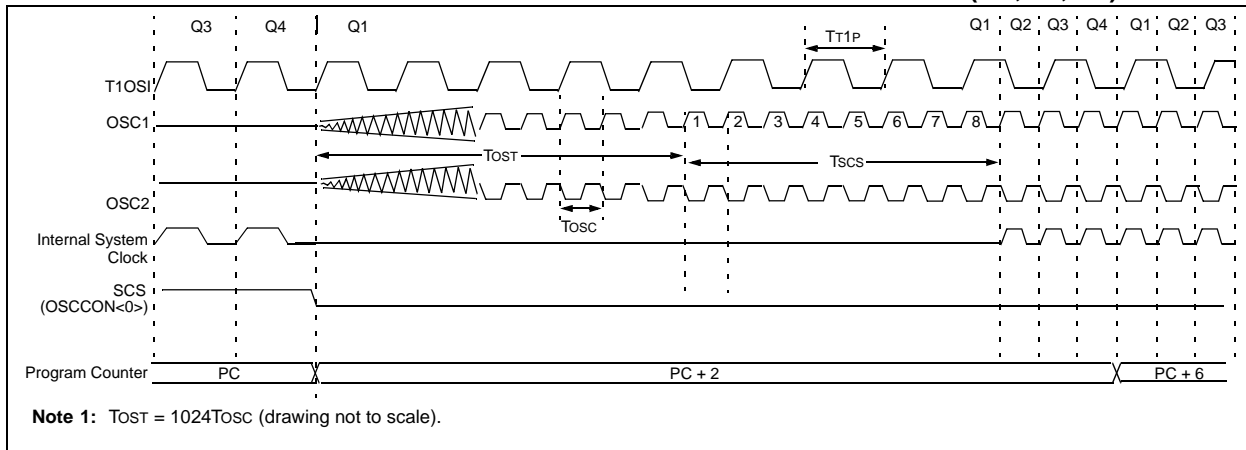 Q3 Q4 Q1 Q1 Q2 Q3 Q4 Q1 Q2 Q3
TT1P
T1OSI
OSC1
1 2 3 4 5 6 7 8
TOST
TSCS
OSC2
TOSC
Internal System
Clock
SCS
(OSCCON<0>)
Program Counter PC PC + 2 PC + 6
Note 1: TOST = 1024TOSC (drawing not to scale).